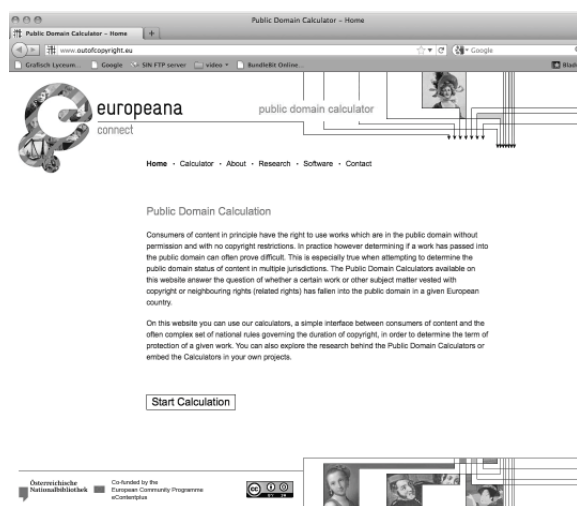 Public Domain Calculator – Home
Public Domain Calculator – Home
www.outofcopyright.eu
Google
Grafisch Lyceum... Google SIN FTP server video BundleBit Online...
europeana
connect
public domain calculator
Home - Calculator - About - Research - Software - Contact
Public Domain Calculation
Consumers of content in principle have the right to use works which are in the public domain without
permission and with no copyright restrictions. In practice however determining if a work has passed into
the public domain can often prove difficult. This is especially true when attempting to determine the
public domain status of content in multiple jurisdictions. The Public Domain Calculators available on
this website answer the question of whether a certain work or other subject matter vested with
copyright or neighbouring rights (related rights) has fallen into the public domain in a given European
country.
On this website you can use our calculators, a simple interface between consumers of content and the
often complex set of national rules governing the duration of copyright, in order to determine the term of
protection of a given work. You can also explore the research behind the Public Domain Calculators or
embed the Calculators in your own projects.
Start Calculation
Österreichische
Nationalbibliothek
Co-funded by the
European Community Programme
eContentplus
cc
BY SA